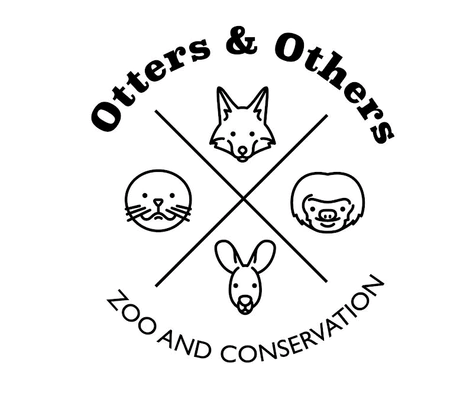 Otters & Others
ZOO AND CONSERVATION